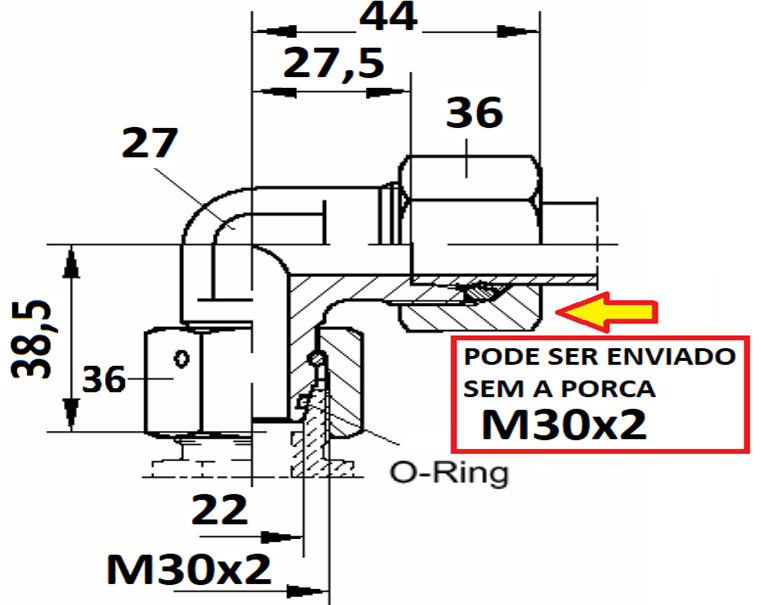 44
27,5
36
27
38,5
36
PODE SER ENVIADO
SEM A PORCA
M30x2
O-Ring
22
M30x2